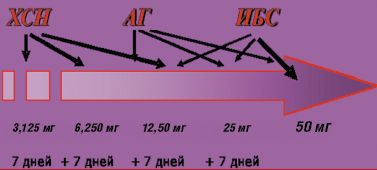 ХСН АГ ИБС
3,125 мг 6,250 мг 12,50 мг 25 мг 50 мг
7 дней + 7 дней + 7 дней + 7 дней